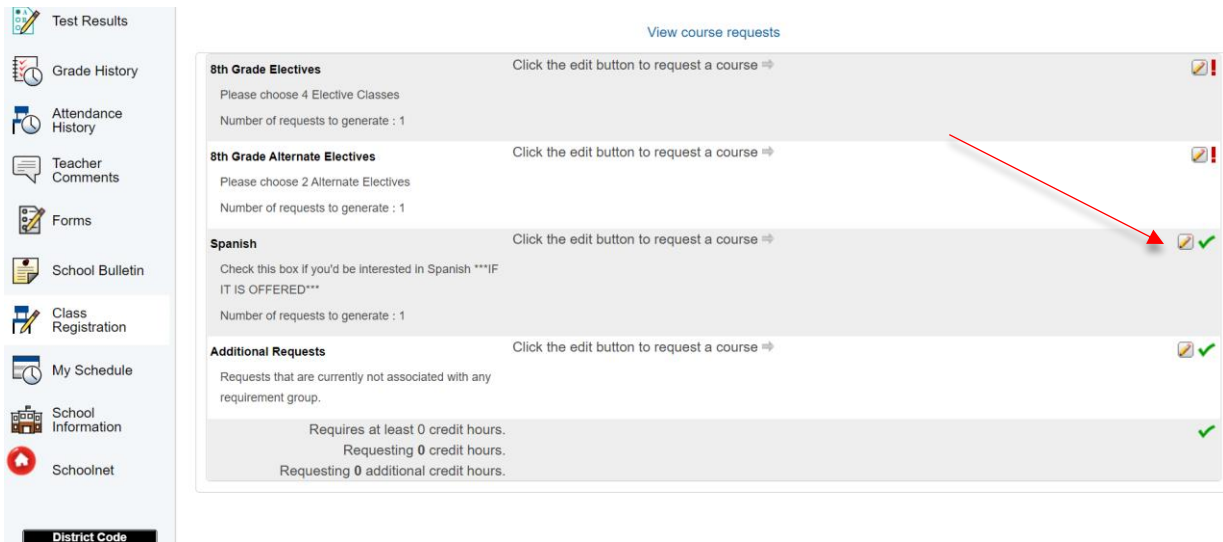 Test Results
Grade History
Attendance
History
Teacher
Comments
Forms
School Bulletin
Class
Registration
My Schedule
School
Information
Schoolnet
District Code
View course requests
8th Grade Electives
Click the edit button to request a course
Please choose 4 Elective Classes
Number of requests to generate : 1
8th Grade Alternate Electives
Click the edit button to request a course
Please choose 2 Alternate Electives
Number of requests to generate : 1
Spanish
Click the edit button to request a course
Check this box if you'd be interested in Spanish ***IF
IT IS OFFERED***
Number of requests to generate : 1
Additional Requests
Click the edit button to request a course
Requests that are currently not associated with any
requirement group.
Requires at least 0 credit hours.
Requesting 0 credit hours.
Requesting 0 additional credit hours.